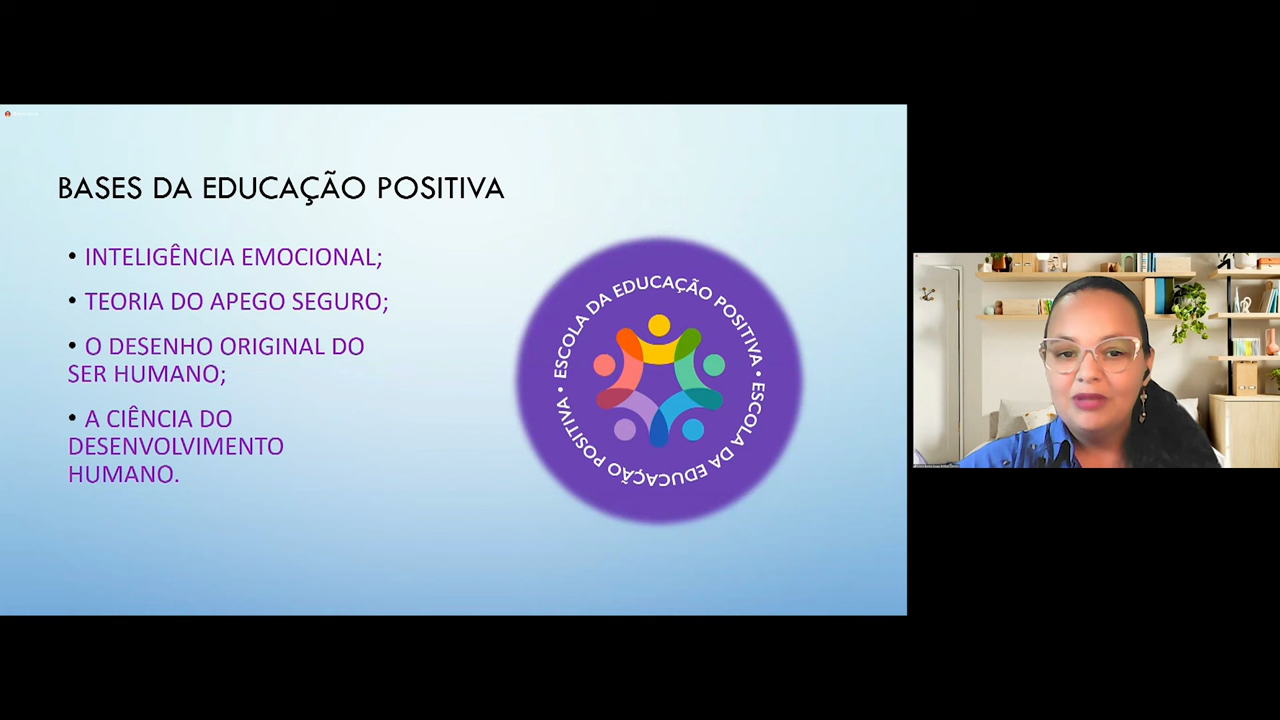 BASES DA EDUCAÇÃO POSITIVA
• INTELIGÊNCIA EMOCIONAL;
• TEORIA DO APEGO SEGURO;
• O DESENHO ORIGINAL DO
SER HUMANO;
• A CIÊNCIA DO
DESENVOLVIMENTO
HUMANO.
ESCOLA DA EDUCAÇÃO POSITIVA • ESCOLA DA EDUCAÇÃO POSITIVA •